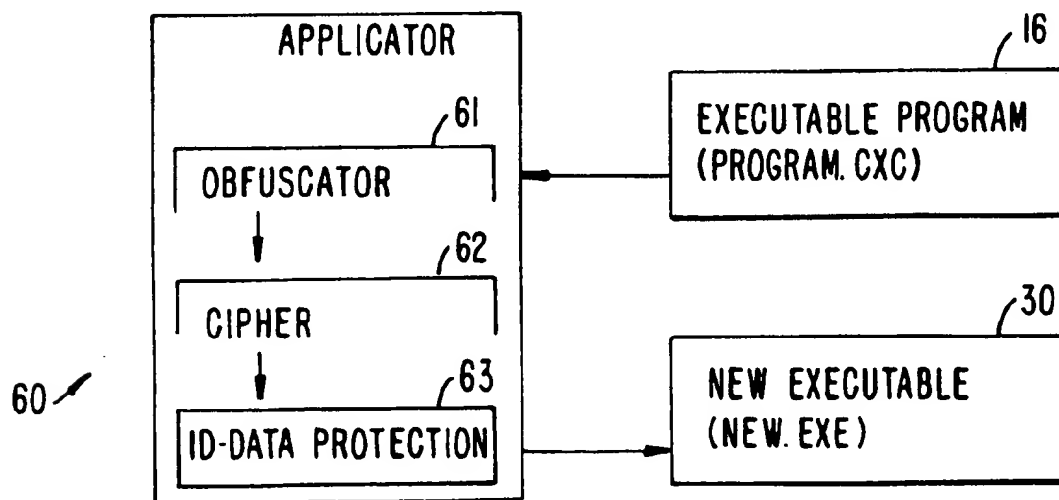 APPLICATOR
61
OBFUSCATOR
62
CIPHER
63
ID-DATA PROTECTION
60
16
EXECUTABLE PROGRAM
(PROGRAM.CXC)
30
NEW EXECUTABLE
(NEW.EXE)